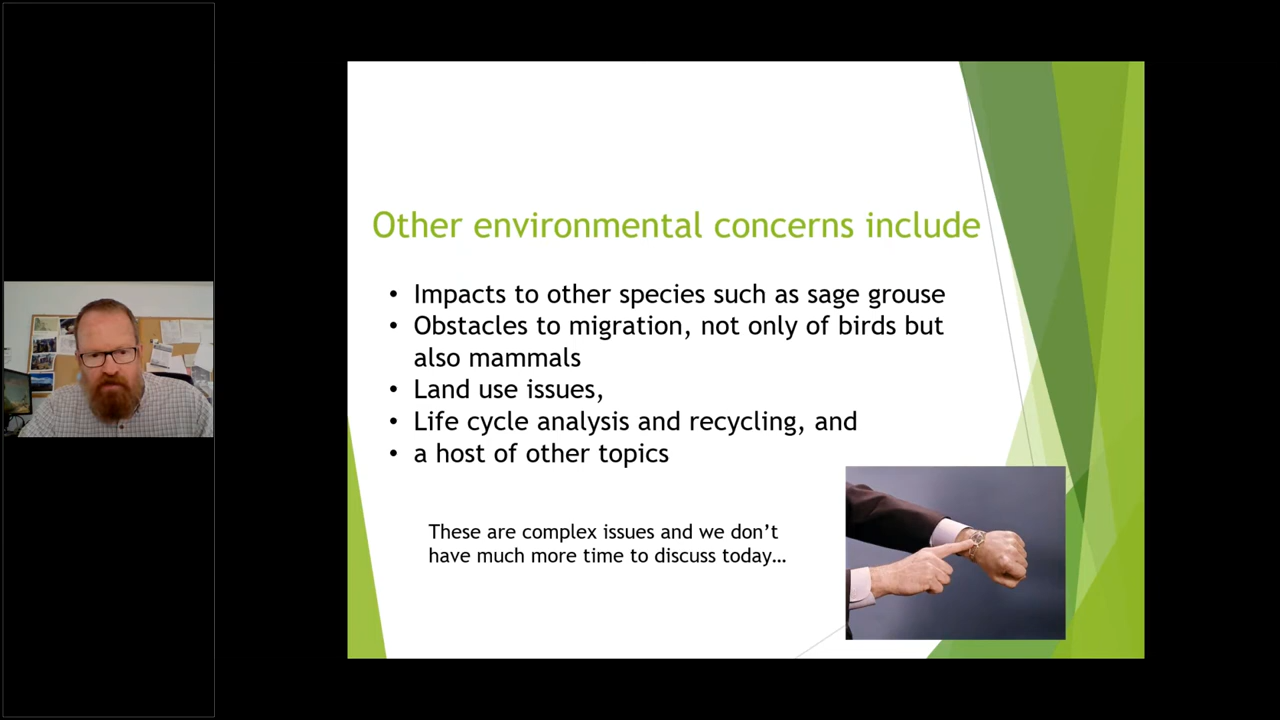 Other environmental concerns include
• Impacts to other species such as sage grouse
• Obstacles to migration, not only of birds but
also mammals
• Land use issues,
• Life cycle analysis and recycling, and
• a host of other topics
These are complex issues and we don’t
have much more time to discuss today…